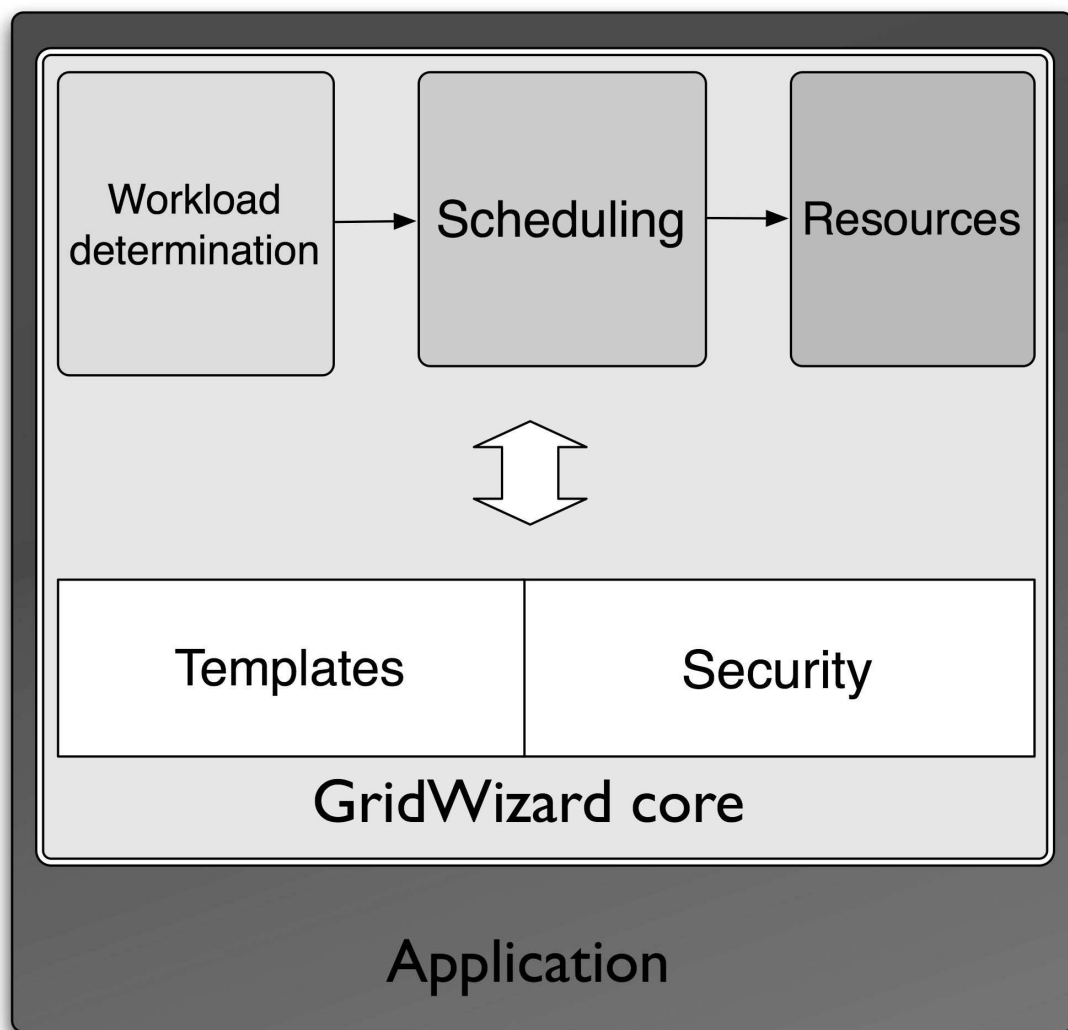 Workload
determination
Scheduling
Resources
Templates
Security
GridWizard core
Application